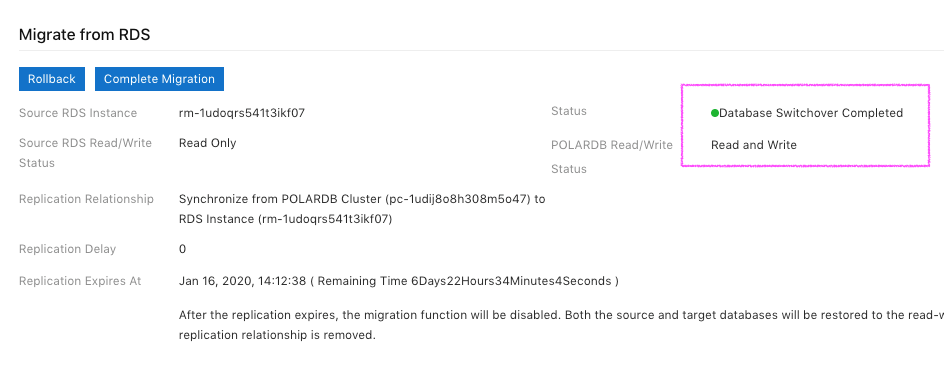 Migrate from RDS
Rollback Complete Migration
Source RDS Instance rm-1udoqrs541t3ikf07 Status Database Switchover Completed
Source RDS Read/Write Read Only POLARDB Read/Write Read and Write
Status Status
Replication Relationship Synchronize from POLARDB Cluster (pc-1udij8o8h308m5o47) to
RDS Instance (rm-1udoqrs541t3ikf07)
Replication Delay 0
Replication Expires At Jan 16, 2020, 14:12:38 ( Remaining Time 6Days22Hours34Minutes4Seconds )
After the replication expires, the migration function will be disabled. Both the source and target databases will be restored to the read-w
replication relationship is removed.